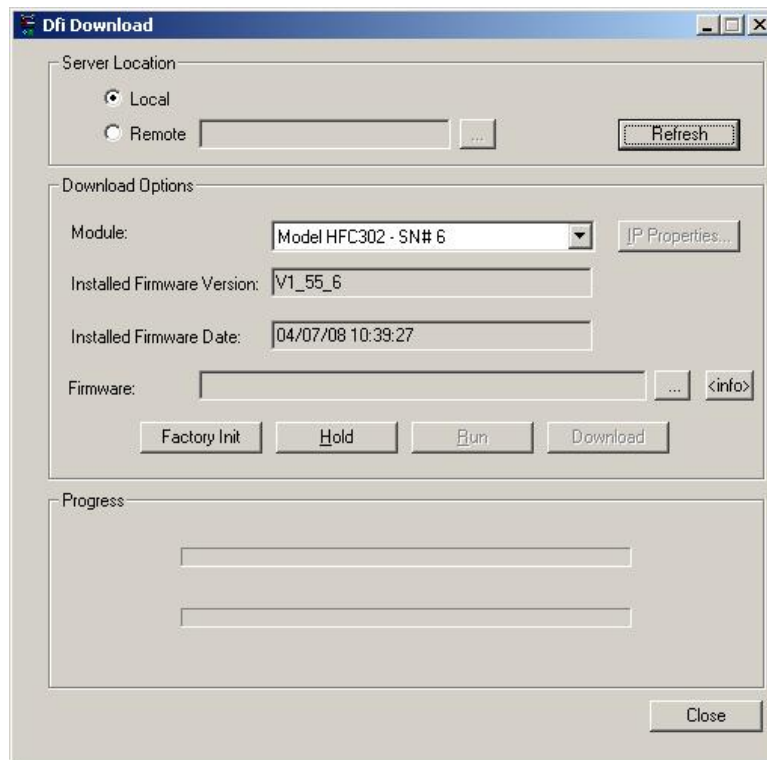 Dfi Download
Server Location
Local
Remote ... Refresh
Download Options
Module: Model HFC302 - SN# 6 IP Properties...
Installed Firmware Version: V1_55_6
Installed Firmware Date: 04/07/08 10:39:27
Firmware: ... <info>
Factory Init Hold Run Download
Progress
Close